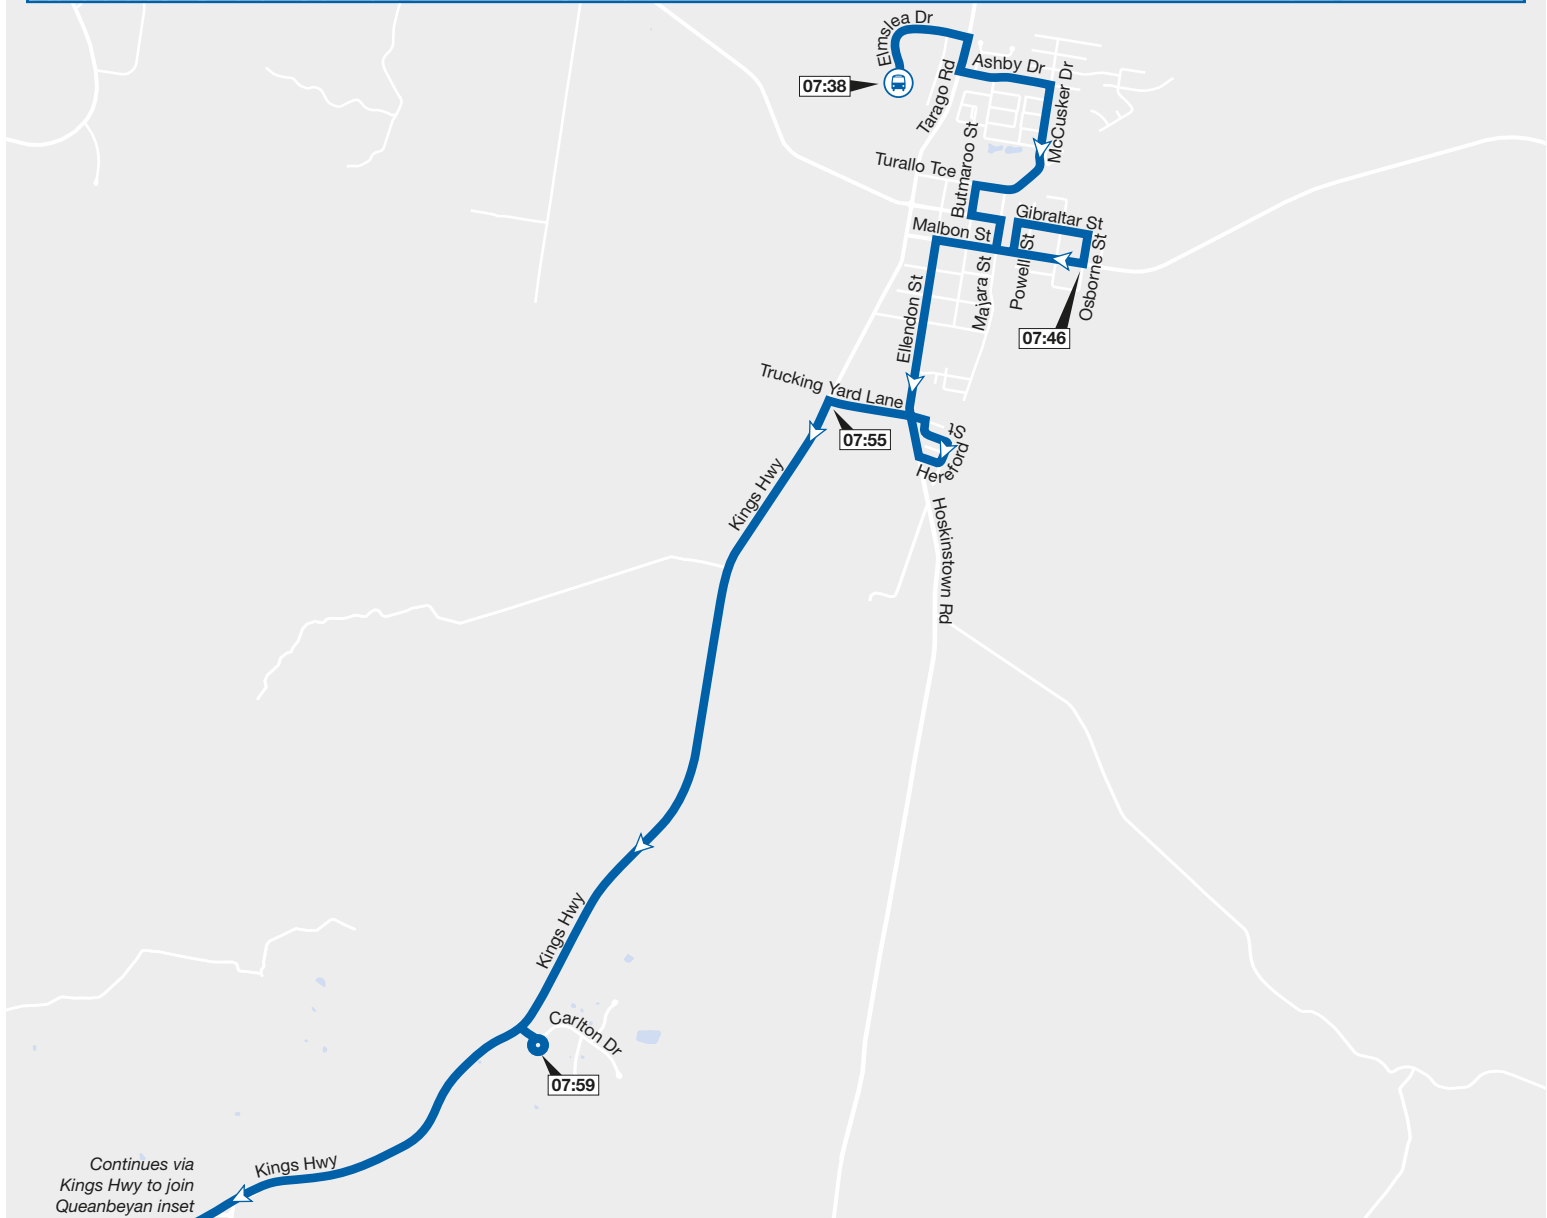 Elmslea Dr
07:38
Tarago Rd
Ashby Dr
McCusker Dr
Turallo Tce
Butmaroo St
Gibraltar St
Malbon St
Majara St
Powell St
Osborne St
07:46
Ellendon St
Trucking Yard Lane
07:55
Hereford St
Kings Hwy
Hoskinstown Rd
Kings Hwy
Carlton Dr
07:59
Kings Hwy
Continues via
Kings Hwy to join
Queanbeyan inset